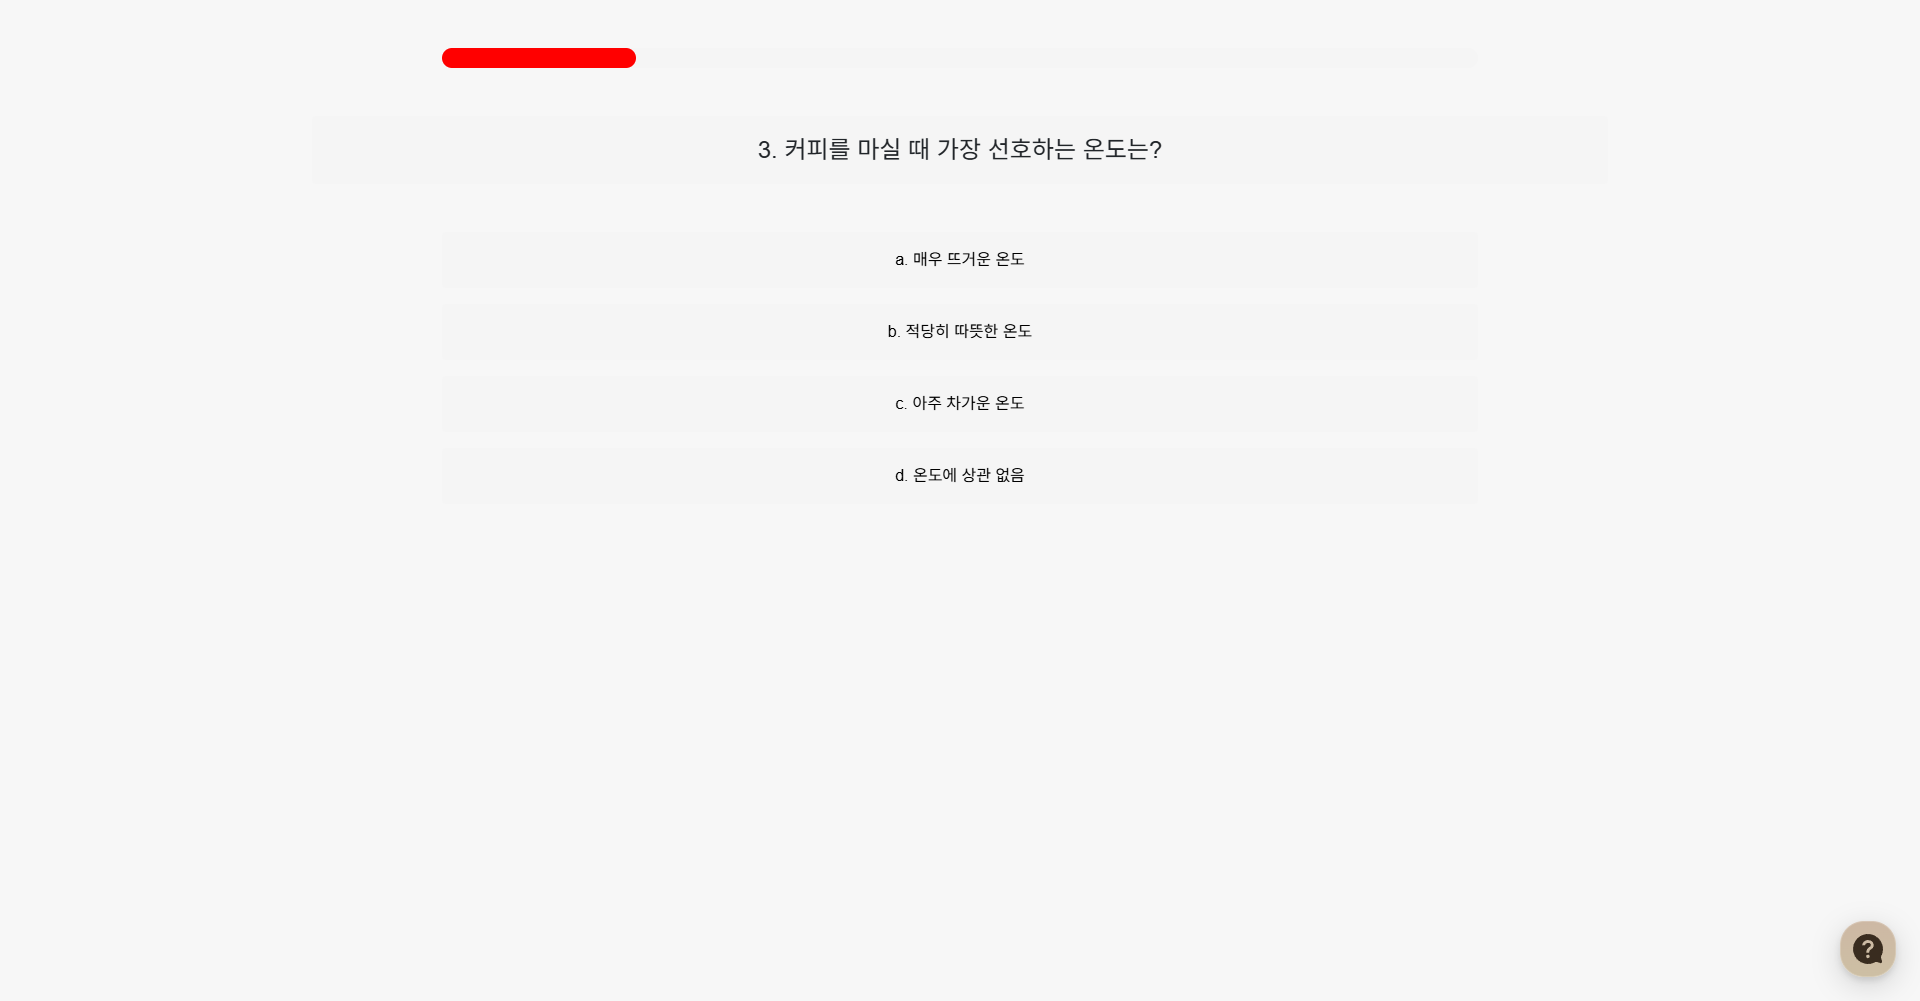 3. 커피를 마실 때 가장 선호하는 온도는?
a. 매우 뜨거운 온도
b. 적당히 따뜻한 온도
c. 아주 차가운 온도
d. 온도에 상관 없음
?